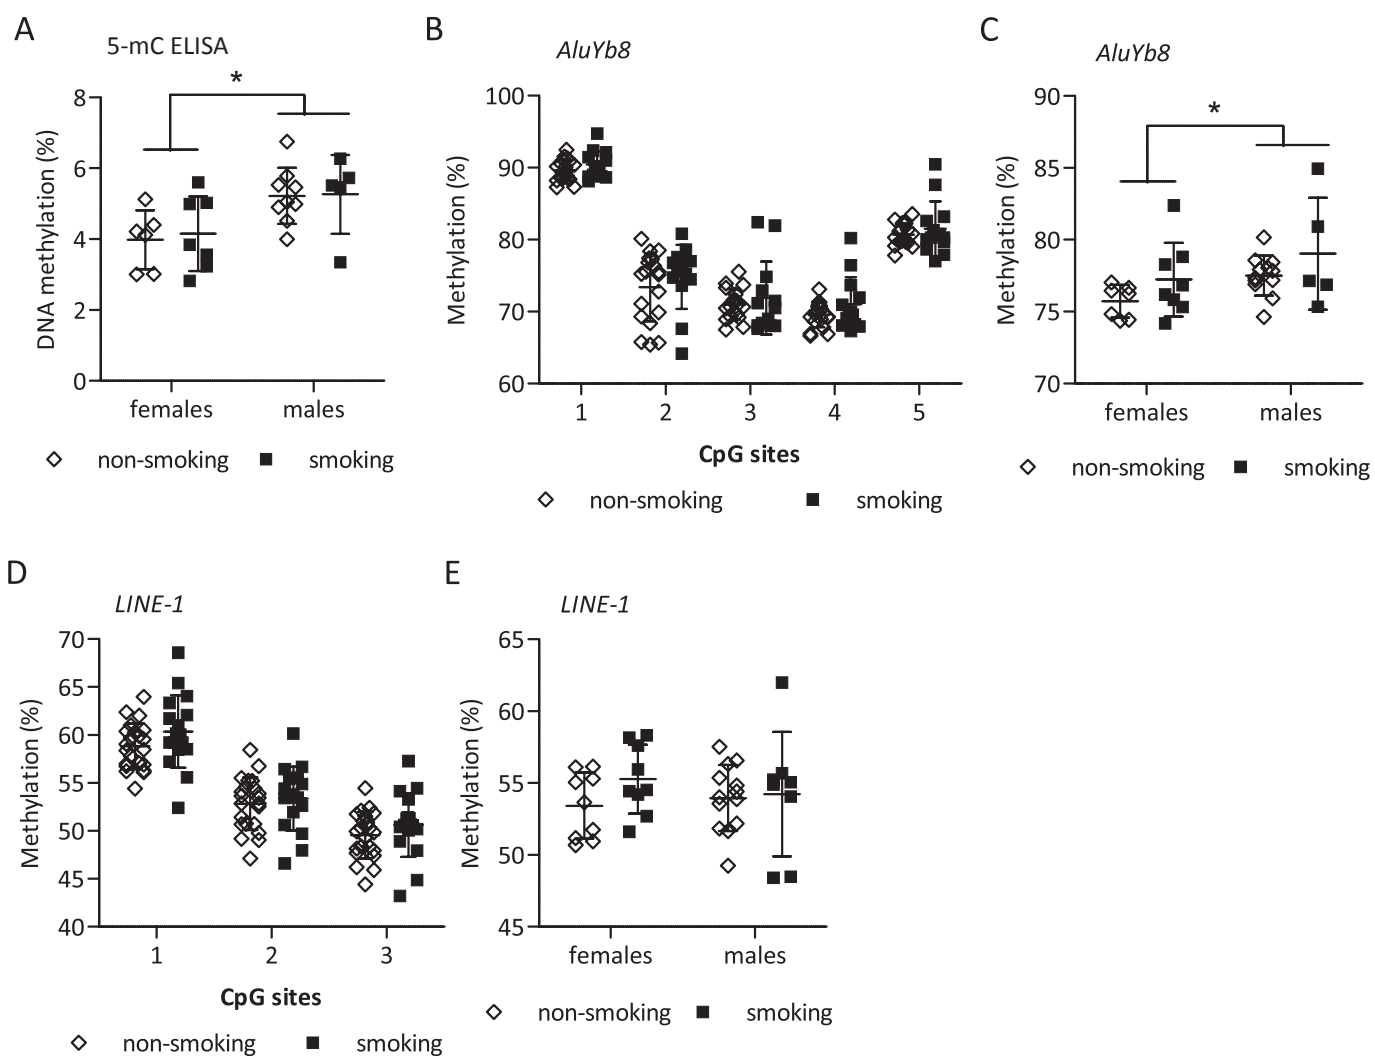 A
5-mC ELISA
*
DNA methylation (%)
8
6
4
2
0
females males
non-smoking smoking
B
AluYb8
Methylation (%)
100
90
80
70
60
1 2 3 4 5
CpG sites
non-smoking smoking
C
AluYb8
*
Methylation (%)
90
85
80
75
70
females males
non-smoking smoking
D
LINE-1
Methylation (%)
70
65
60
55
50
45
40
1 2 3
CpG sites
non-smoking smoking
E
LINE-1
Methylation (%)
65
60
55
50
45
females males
non-smoking smoking